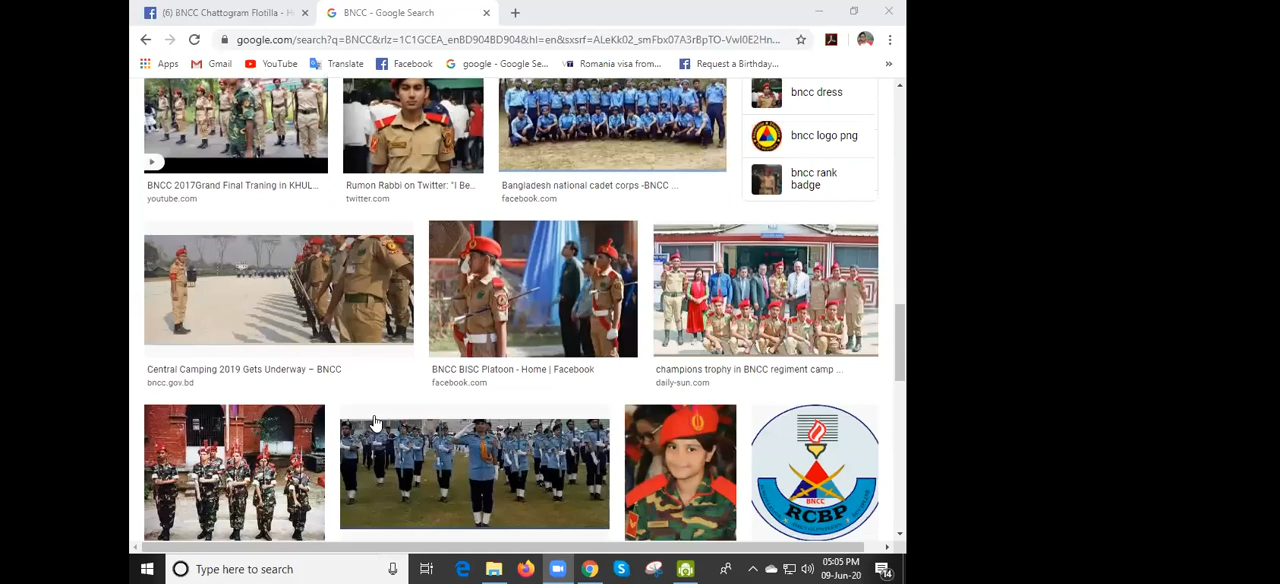 (6) BNCC Chattogram Flotilla - H
BNCC - Google Search
google.com/search?q=BNCC&rlz=1C1GCEA_enBD904BD904&hl=en&sxsrf=ALeKk02_smFbx07A3rBpTO-VwI0E2Hn...
Apps
Gmail
YouTube
Translate
Facebook
google - Google Se...
Romania visa from...
Request a Birthday...
»
bncc dress
bncc logo png
bncc rank
badge
BNCC 2017Grand Final Traning in KHUL...
youtube.com
Rumon Rabbi on Twitter: "I Be...
twitter.com
Bangladesh national cadet corps -BNCC ...
facebook.com
Central Camping 2019 Gets Underway – BNCC
bncc.gov.bd
BNCC BISC Platoon - Home | Facebook
facebook.com
champions trophy in BNCC regiment camp ...
daily-sun.com
BNCC
RCBP
Type here to search
05:05 PM
09-Jun-20
14